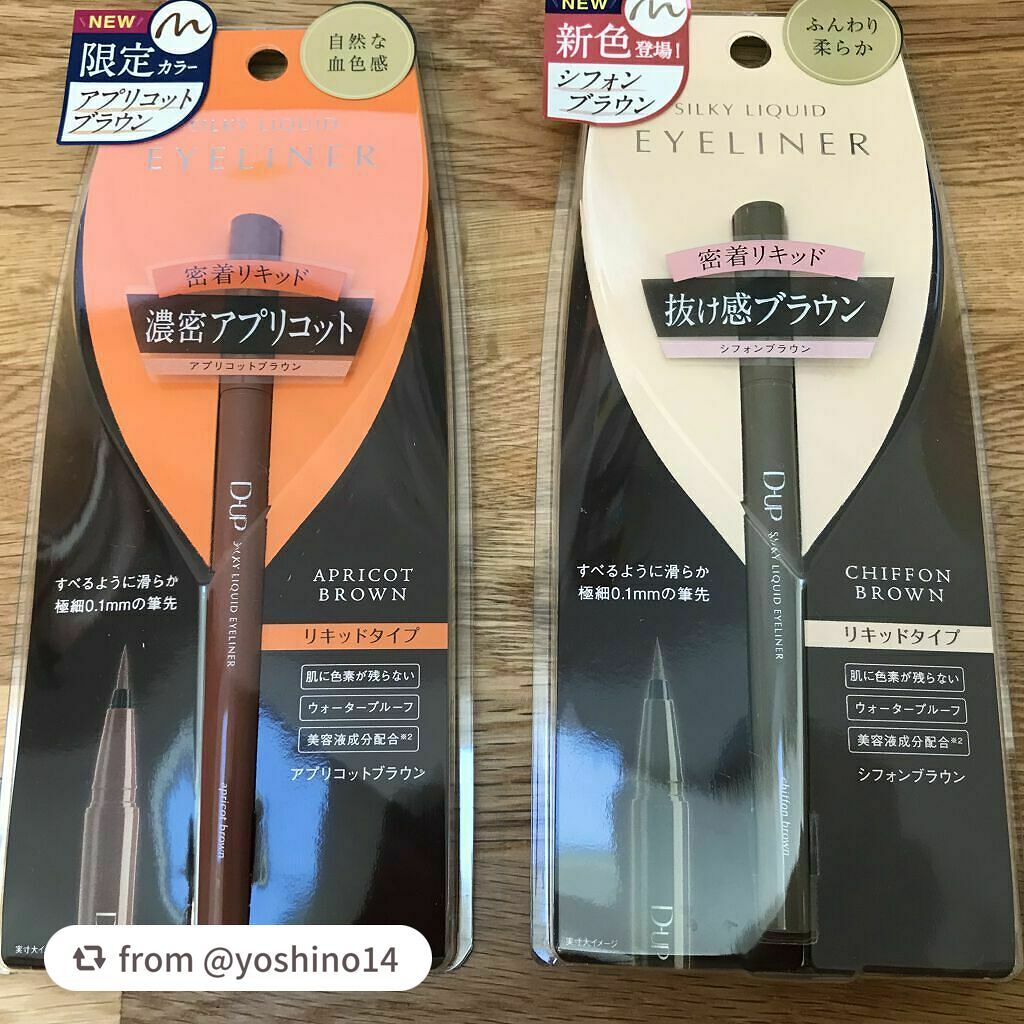 NEW
限定カラー
アプリコット
ブラウン
自然な
血色感
SILKY LIQUID
EYELINER
密着リキッド
濃密アプリコット
アプリコットブラウン
D-UP SILKY LIQUID EYELINER
すべるように滑らか
極細0.1mmの筆先
APRICOT
BROWN
リキッドタイプ
肌に色素が残らない
ウォータープルーフ
美容液成分配合※2
アプリコットブラウン
apricot brown
from @yoshino14
NEW
新色登場!
シフォン
ブラウン
ふんわり
柔らか
SILKY LIQUID
EYELINER
密着リキッド
抜け感ブラウン
シフォンブラウン
D-UP SILKY LIQUID EYELINER
すべるように滑らか
極細0.1mmの筆先
CHIFFON
BROWN
リキッドタイプ
肌に色素が残らない
ウォータープルーフ
美容液成分配合※2
シフォンブラウン
chiffon brown
D-UP
実寸大イメージ